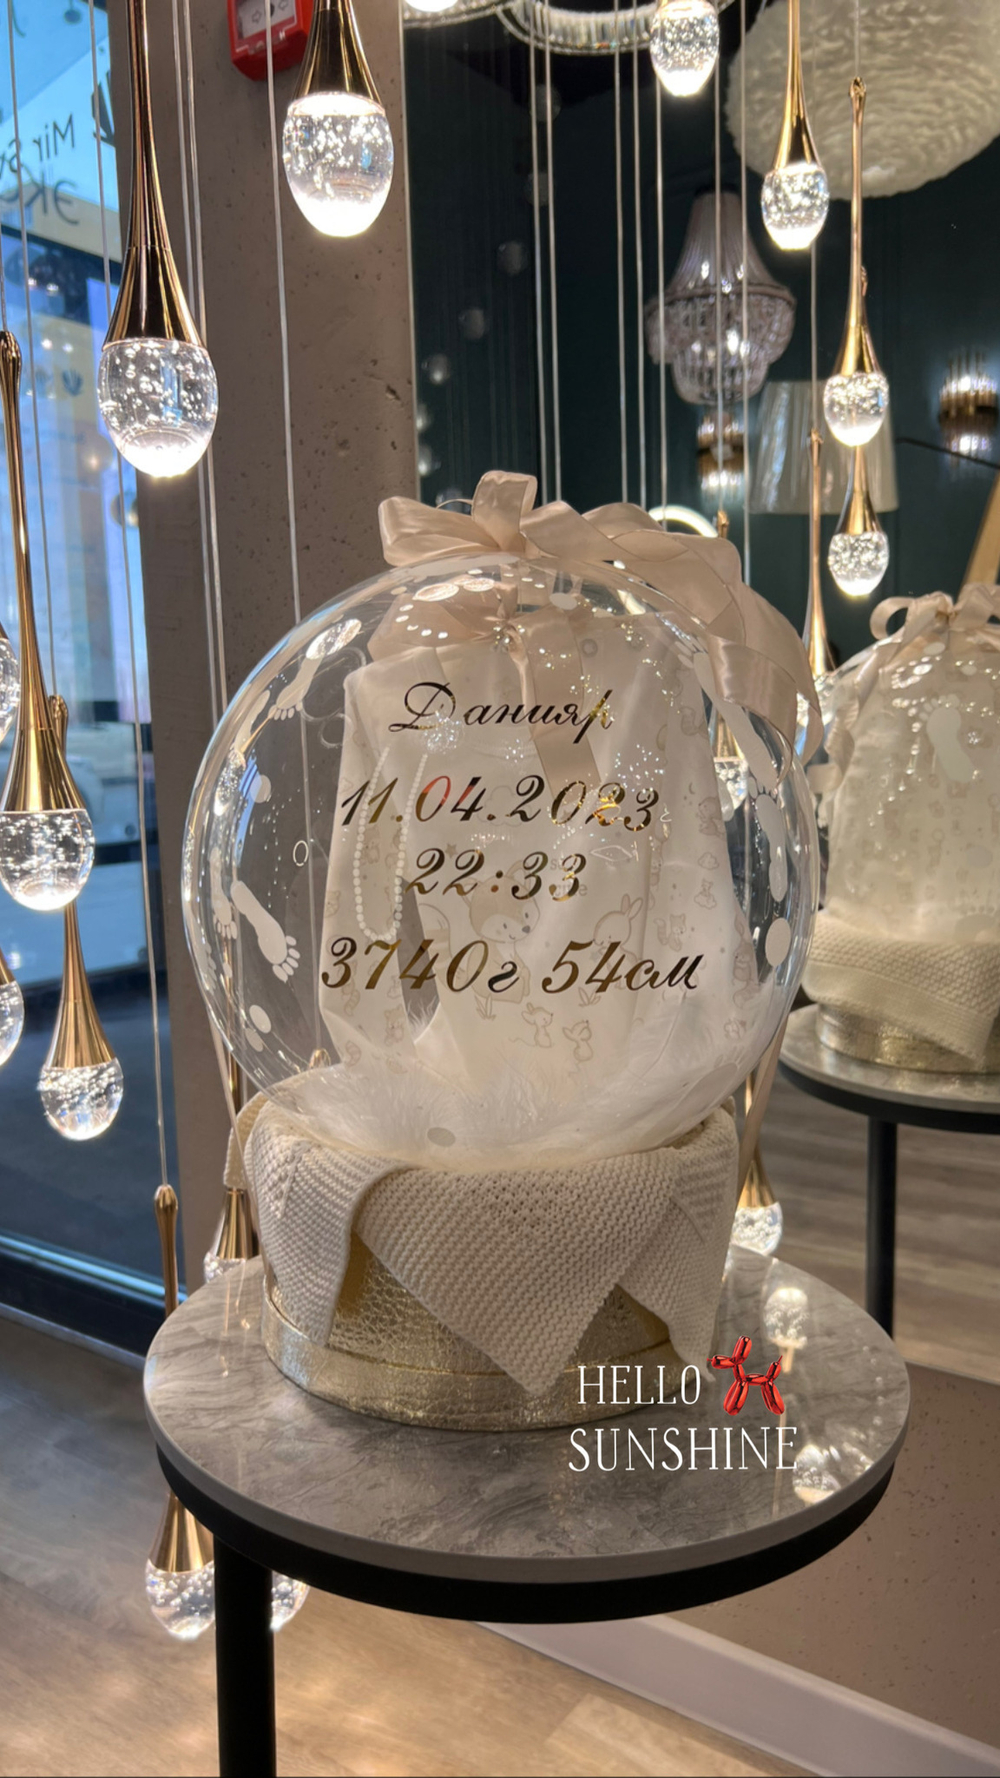 Данияр
11.04.2023
22:33
3740г 54см
HELLO
SUNSHINE